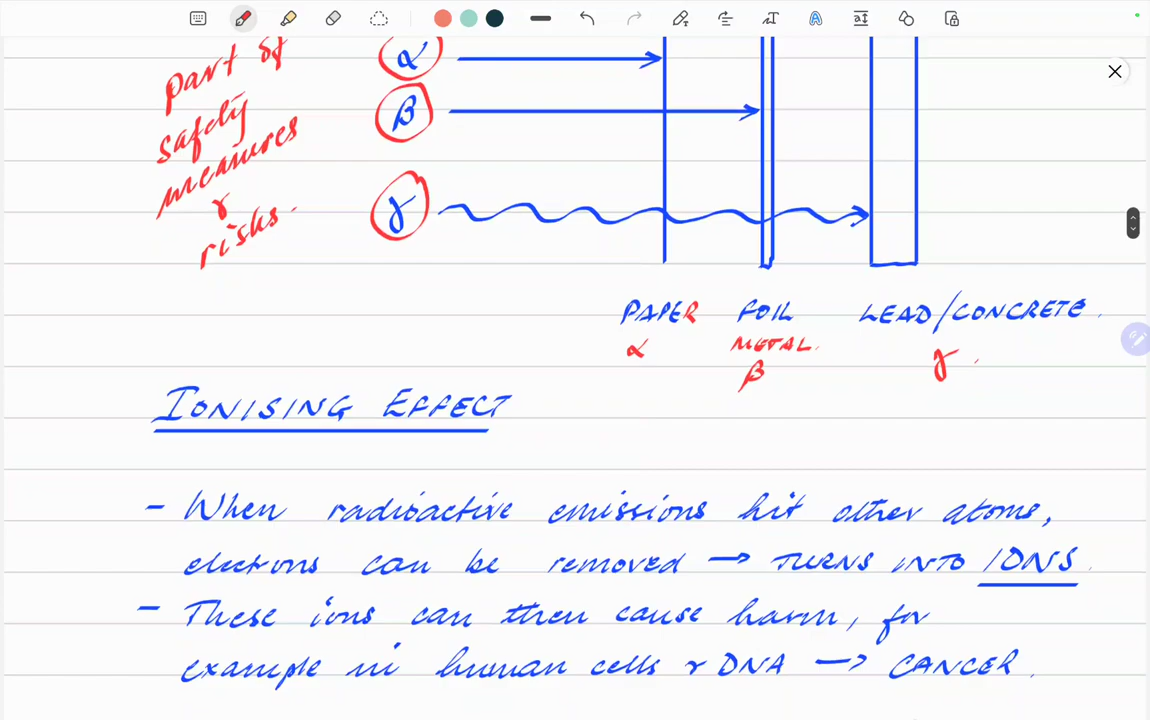 part of
safety
measures
&
risks.
α
β
γ
PAPER FOIL LEAD/CONCRETE.
α METAL. γ.
β
IONISING EFFECT
- When radioactive emissions hit other atoms,
electrons can be removed → TURNS INTO IONS.
- These ions can then cause harm, for
example in human cells & DNA → CANCER.